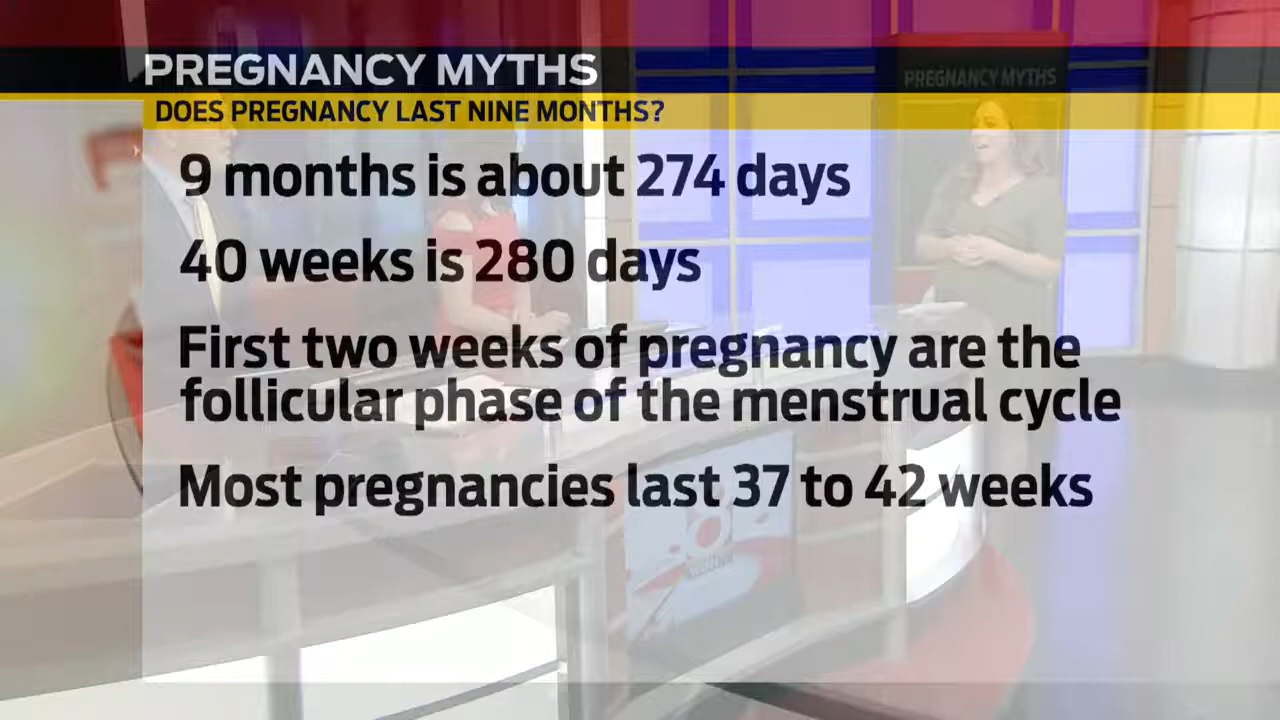 PREGNANCY MYTHS
PREGNANCY MYTHS
DOES PREGNANCY LAST NINE MONTHS?
9 months is about 274 days
40 weeks is 280 days
First two weeks of pregnancy are the
follicular phase of the menstrual cycle
Most pregnancies last 37 to 42 weeks